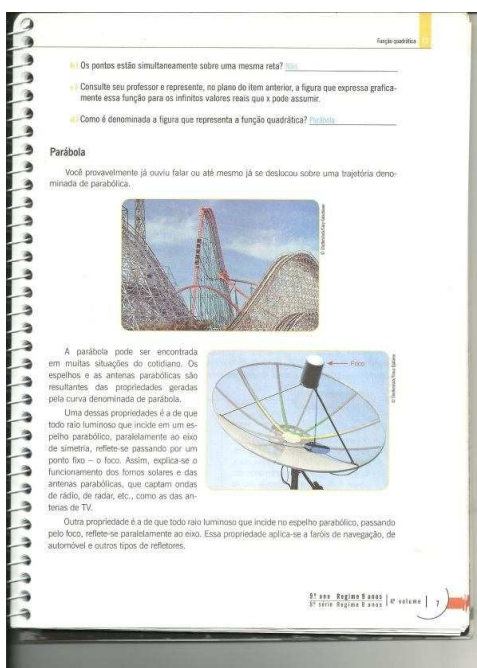 Função quadrática
b) Os pontos estão simultaneamente sobre uma mesma reta? Não
c) Consulte seu professor e represente, no plano do item anterior, a figura que expressa grafica-
mente essa função para os infinitos valores reais que x pode assumir.
d) Como é denominada a figura que representa a função quadrática? Parábola
Parábola
Você provavelmente já ouviu falar ou até mesmo já se deslocou sobre uma trajetória deno-
minada de parabólica.
A parábola pode ser encontrada
em muitas situações do cotidiano. Os
espelhos e as antenas parabólicas são
resultantes das propriedades geradas
pela curva denominada de parábola.
Uma dessas propriedades é a de que
todo raio luminoso que incide em um es-
pelho parabólico, paralelamente ao eixo
de simetria, reflete-se passando por um
ponto fixo – o foco. Assim, explica-se o
funcionamento dos fornos solares e das
antenas parabólicas, que captam ondas
de rádio, de radar, etc., como as das an-
tenas de TV.
Foco
Outra propriedade é a de que todo raio luminoso que incide no espelho parabólico, passando
pelo foco, reflete-se paralelamente ao eixo. Essa propriedade aplica-se a faróis de navegação, de
automóvel e outros tipos de refletores.
9º ano Regime 9 anos
8ª série Regime 8 anos
4º volume
7